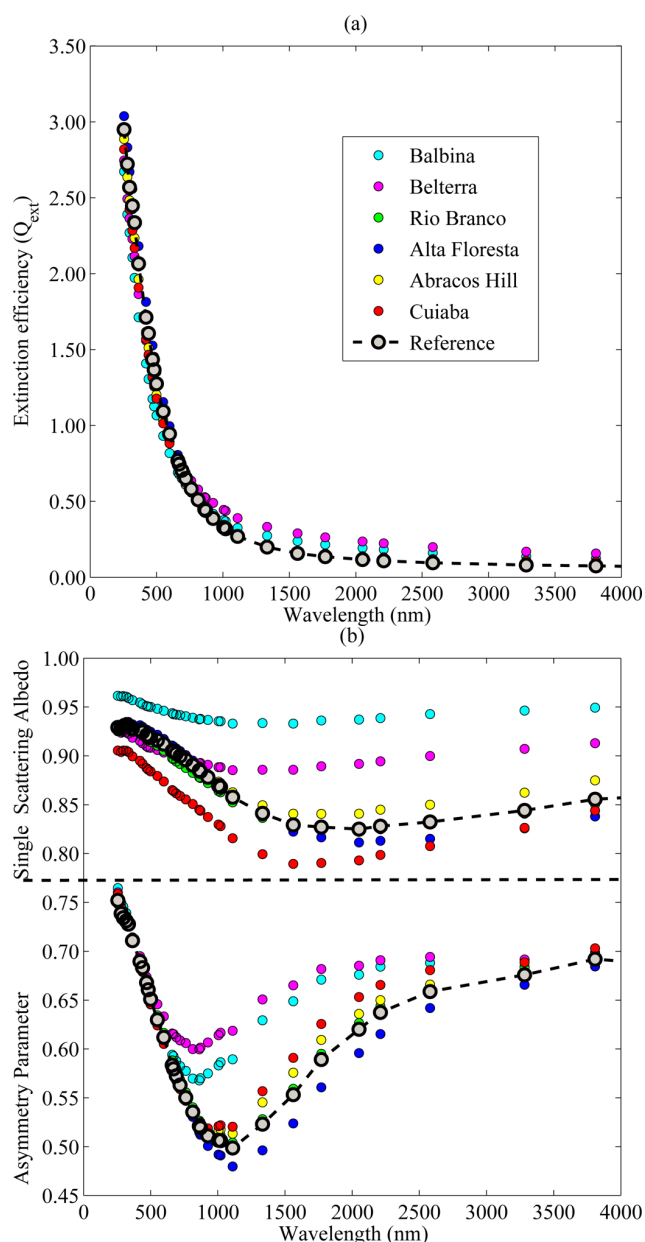 (a)
3.50
3.00
2.50
2.00
1.50
1.00
0.50
0.00
Extinction efficiency (Q_ext)
Balbina
Belterra
Rio Branco
Alta Floresta
Abracos Hill
Cuiaba
Reference
0 500 1000 1500 2000 2500 3000 3500 4000
Wavelength (nm)
(b)
1.00
0.95
0.90
0.85
0.80
Single Scattering Albedo
0.75
0.70
0.65
0.60
0.55
0.50
0.45
Asymmetry Parameter
0 500 1000 1500 2000 2500 3000 3500 4000
Wavelength (nm)